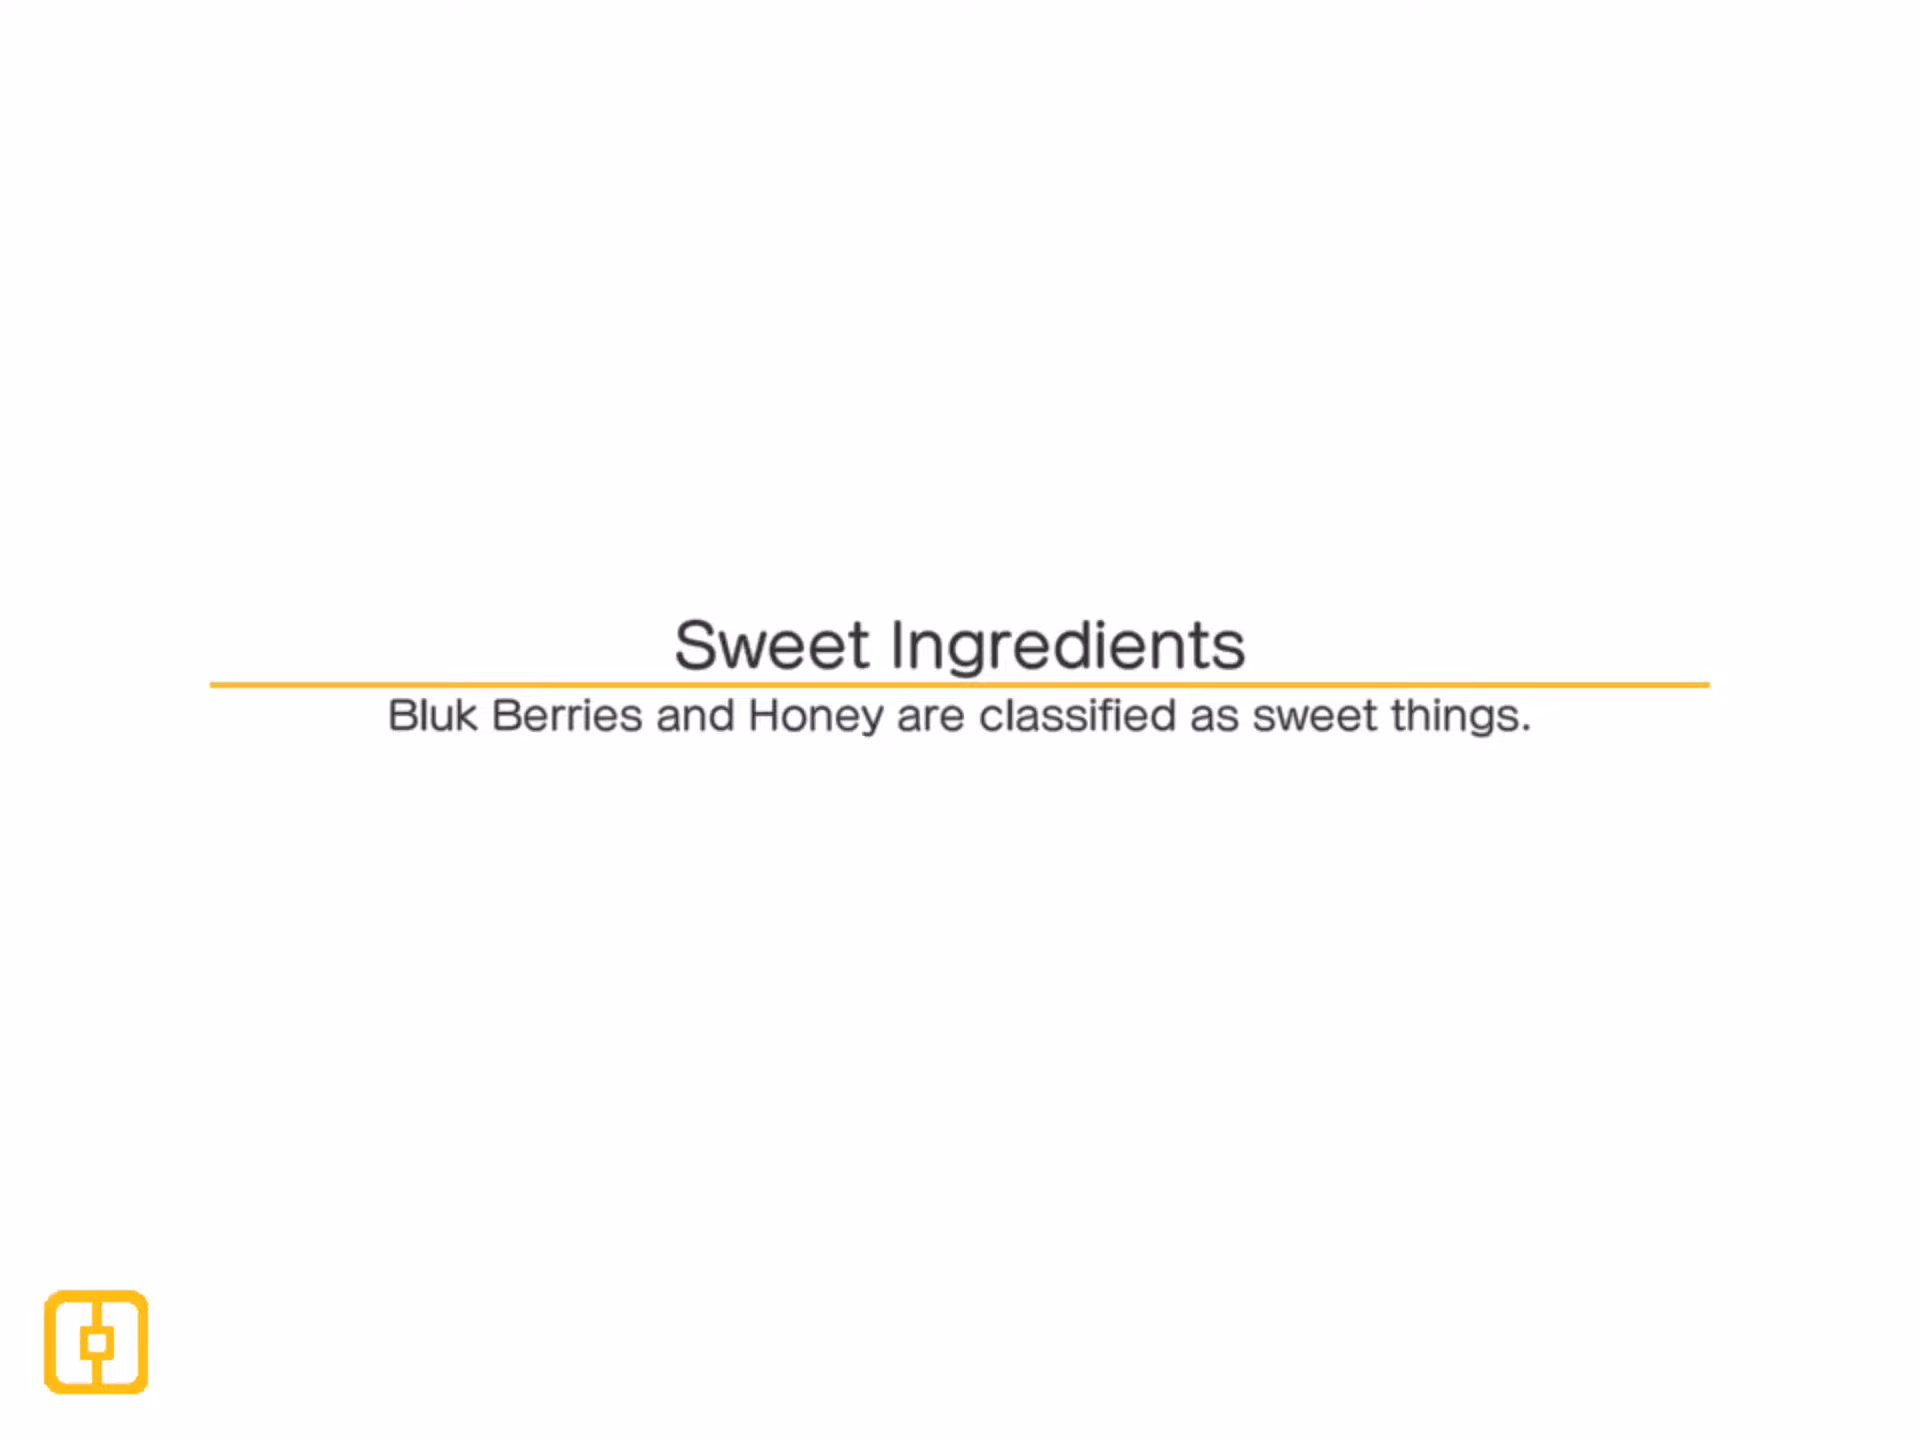 Sweet Ingredients
Bluk Berries and Honey are classified as sweet things.